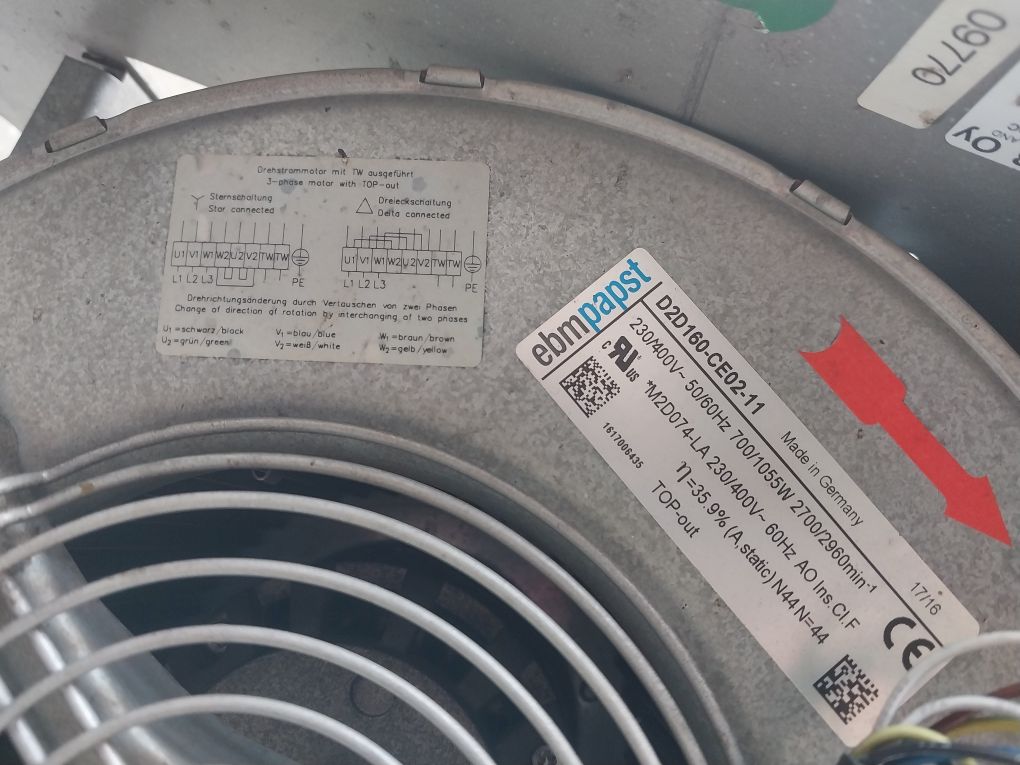 Drehstrommotor mit TW ausgeführt
3-phase motor with TOP-out
Sternschaltung
Star connected
Dreieckschaltung
Delta connected
U1 V1 W1 W2 U2 V2 TW TW
U1 V1 W1 W2 U2 V2 TW TW
L1 L2 L3
PE
L1 L2 L3
PE
Drehrichtungsänderung durch Vertauschen von zwei Phasen
Change of direction of rotation by interchanging of two phases
U1 =schwarz/black
V1 =blau/blue
W1 =braun/brown
U2 =grün/green
V2 =weiß/white
W2 =gelb/yellow
ebmpapst
D2D160-CE02-11
Made in Germany
17/16
230/400V~ 50/60Hz 700/1055W 2700/2960min-1
*M2D074-LA 230/400V~ 60Hz AO Ins.Cl.F
η=35.9% (A,static) N44 N=44
TOP-out
1617006435
c RU US
CE
09770